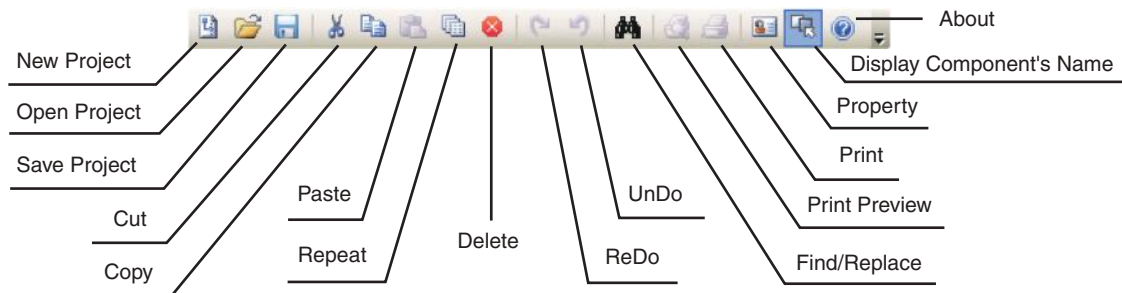 About
New Project
Display Component's Name
Open Project
Property
Save Project
Print
Paste
UnDo
Print Preview
Cut
Delete
Repeat
ReDo
Find/Replace
Copy